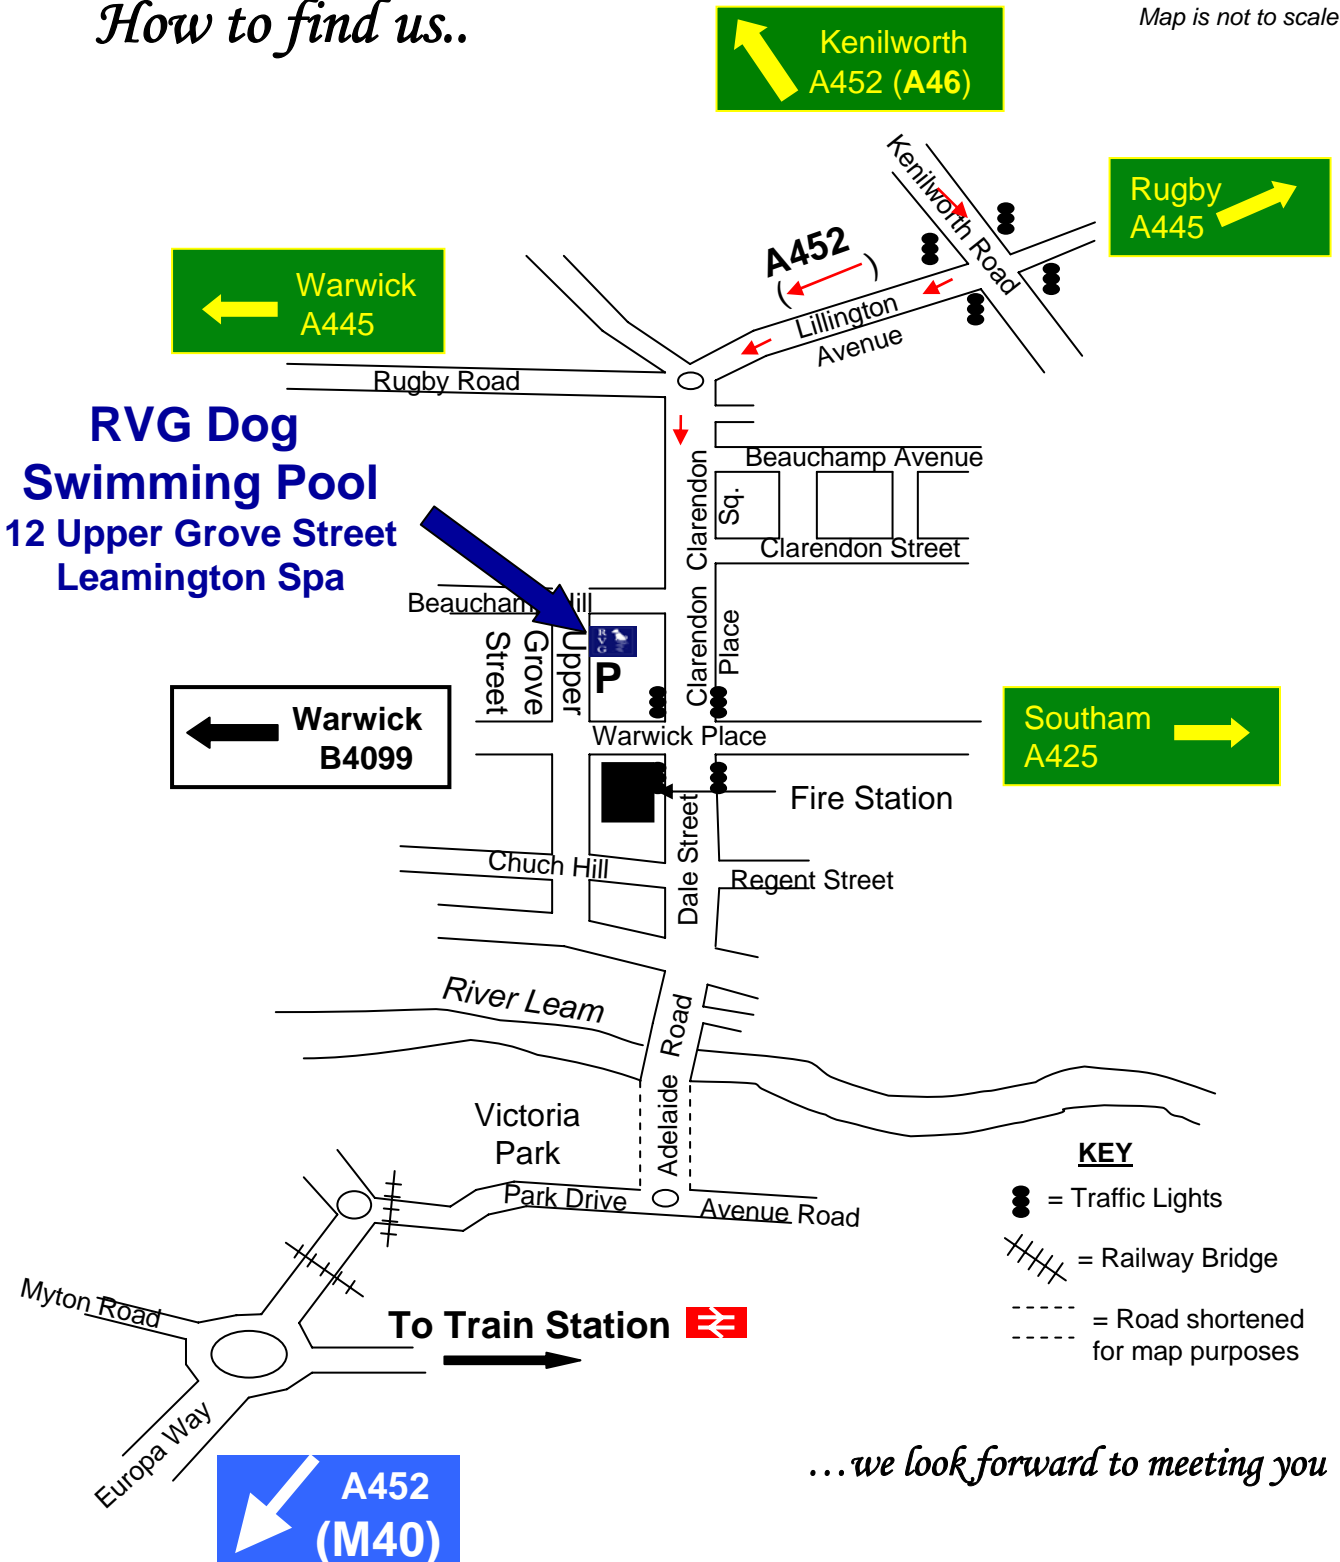 How to find us..
Map is not to scale
Kenilworth
A452 (A46)
Kenilworth Road
Rugby
A445
A452
( )
Warwick
A445
Lillington
Avenue
Rugby Road
RVG Dog
Swimming Pool
12 Upper Grove Street
Leamington Spa
Beauchamp Avenue
Clarendon
Sq.
Clarendon Street
Beaucham Hill
Clarendon
Place
Upper
Grove
Street
RVG
P
Warwick
B4099
Warwick Place
Southam
A425
Fire Station
Dale Street
Chuch Hill
Regent Street
River Leam
Adelaide Road
Victoria
Park
Park Drive
Avenue Road
KEY
= Traffic Lights
= Railway Bridge
= Road shortened
for map purposes
Myton Road
To Train Station
Europa Way
A452
(M40)
...we look forward to meeting you